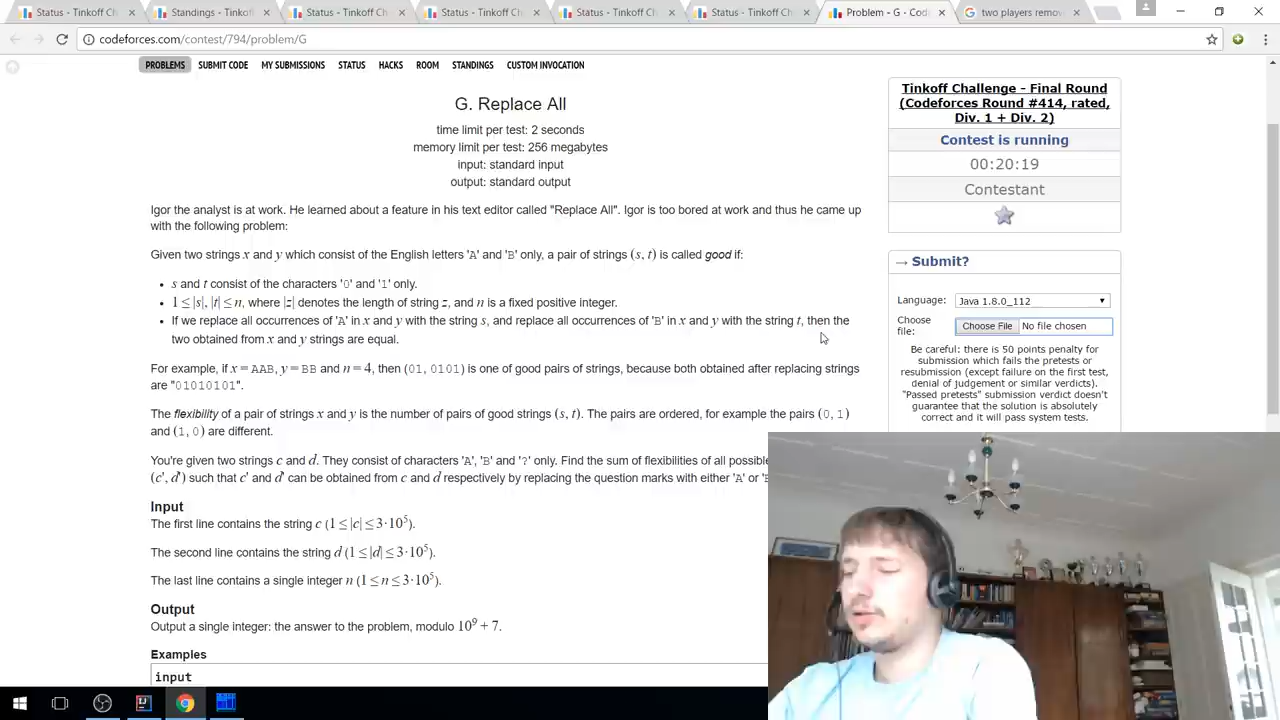 Status - Tinkoff Ch
Standings - Tinkof
Status - Tinkoff Ch
Status - Tinkoff Ch
Status - Tinkoff Ch
Status - Tinkoff Ch
Problem - G - Cod
two players remov
codeforces.com/contest/794/problem/G
PROBLEMS SUBMIT CODE MY SUBMISSIONS STATUS HACKS ROOM STANDINGS CUSTOM INVOCATION
G. Replace All
time limit per test: 2 seconds
memory limit per test: 256 megabytes
input: standard input
output: standard output
Igor the analyst is at work. He learned about a feature in his text editor called "Replace All". Igor is too bored at work and thus he came up
with the following problem:
Given two strings x and y which consist of the English letters 'A' and 'B' only, a pair of strings (s, t) is called good if:
• s and t consist of the characters '0' and '1' only.
• 1 ≤ |s|, |t| ≤ n, where |z| denotes the length of string z, and n is a fixed positive integer.
• If we replace all occurrences of 'A' in x and y with the string s, and replace all occurrences of 'B' in x and y with the string t, then the
two obtained from x and y strings are equal.
For example, if x = AAB, y = BB and n = 4, then (01, 0101) is one of good pairs of strings, because both obtained after replacing strings
are "01010101".
The flexibility of a pair of strings x and y is the number of pairs of good strings (s, t). The pairs are ordered, for example the pairs (0, 1)
and (1, 0) are different.
You're given two strings c and d. They consist of characters 'A', 'B' and '?' only. Find the sum of flexibilities of all possible
(c', d') such that c' and d' can be obtained from c and d respectively by replacing the question marks with either 'A' or 'B
Input
The first line contains the string c (1 ≤ |c| ≤ 3·10⁵).
The second line contains the string d (1 ≤ |d| ≤ 3·10⁵).
The last line contains a single integer n (1 ≤ n ≤ 3·10⁵).
Output
Output a single integer: the answer to the problem, modulo 10⁹ + 7.
Examples
input
Tinkoff Challenge - Final Round
(Codeforces Round #414, rated,
Div. 1 + Div. 2)
Contest is running
00:20:19
Contestant
→ Submit?
Language: Java 1.8.0_112
Choose
file: Choose File No file chosen
Be careful: there is 50 points penalty for
submission which fails the pretests or
resubmission (except failure on the first test,
denial of judgement or similar verdicts).
"Passed pretests" submission verdict doesn't
guarantee that the solution is absolutely
correct and it will pass system tests.